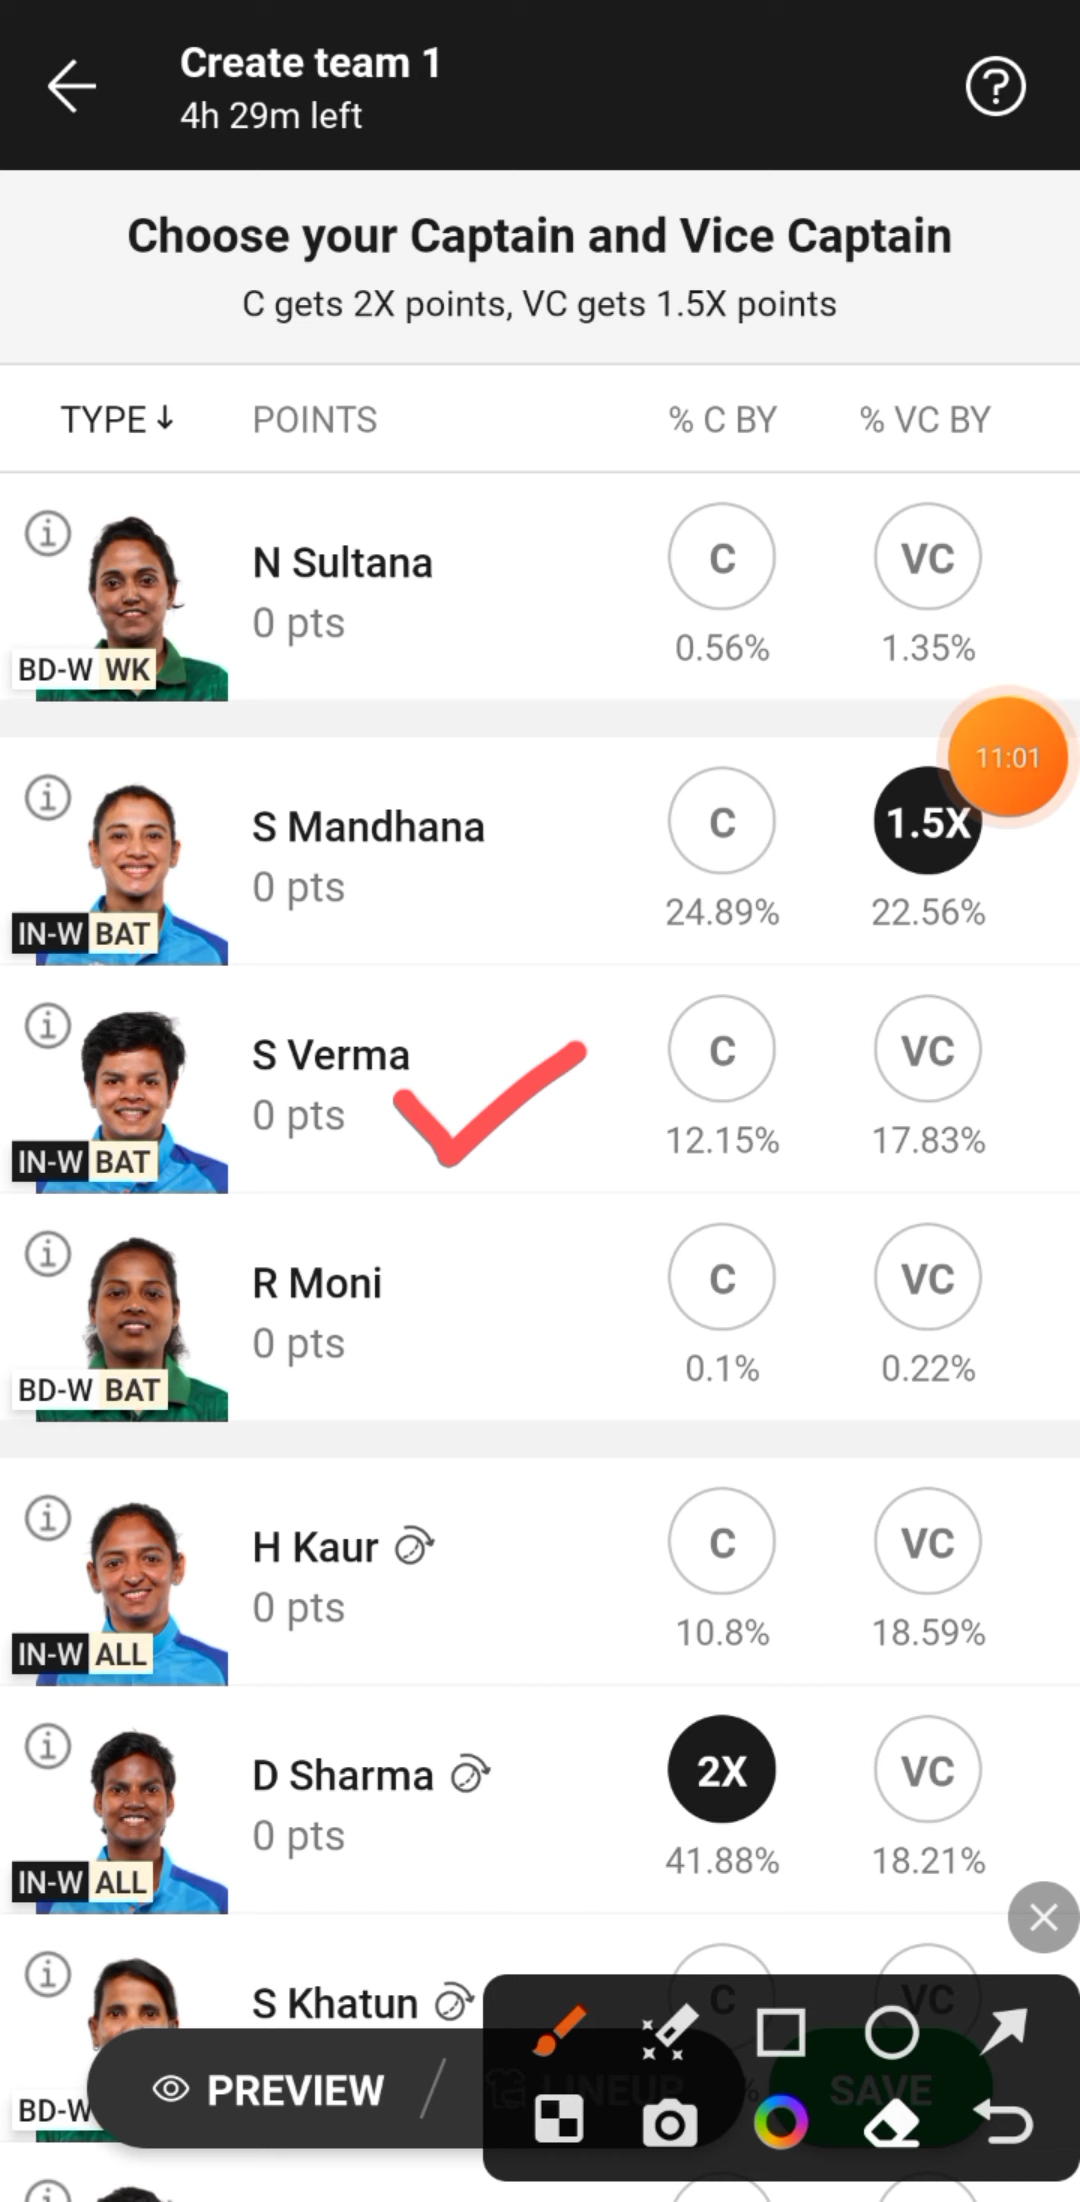 Create team 1
4h 29m left
Choose your Captain and Vice Captain
C gets 2X points, VC gets 1.5X points
TYPE↓ POINTS % C BY % VC BY
N Sultana C VC
0 pts 0.56% 1.35%
BD-W WK
11:01
S Mandhana C 1.5X
0 pts 24.89% 22.56%
IN-W BAT
S Verma C VC
0 pts 12.15% 17.83%
IN-W BAT
R Moni C VC
0 pts 0.1% 0.22%
BD-W BAT
H Kaur C VC
0 pts 10.8% 18.59%
IN-W ALL
D Sharma 2X VC
0 pts 41.88% 18.21%
IN-W ALL
S Khatun C VC
PREVIEW LINEUP % SAVE
BD-W